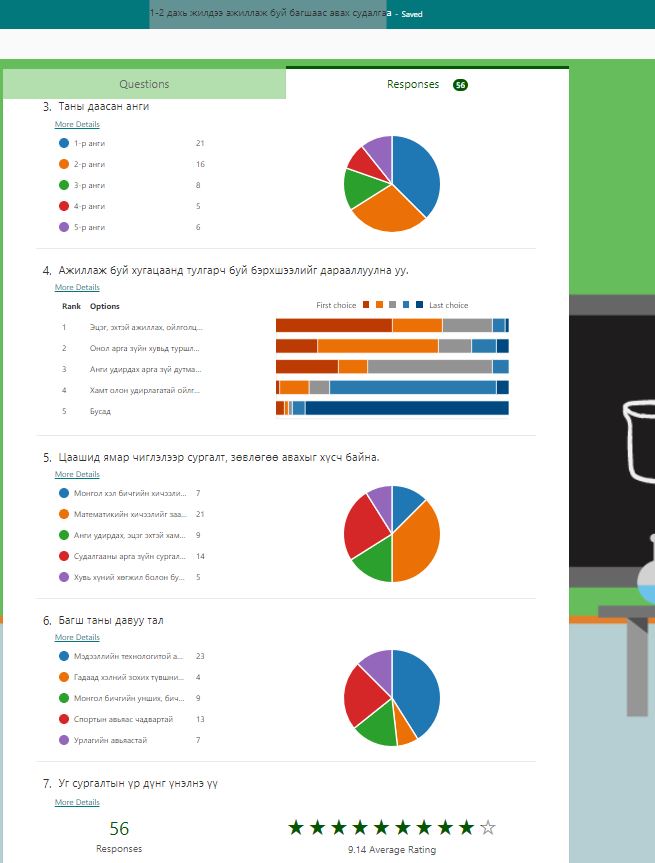 1-2 дахь жилдээ ажиллаж буй багшаас авах судалгаа - Saved
Questions
Responses 56
3. Таны даасан анги
More Details
1-р анги 21
2-р анги 16
3-р анги 8
4-р анги 5
5-р анги 6
4. Ажиллаж буй хугацаанд тулгарч буй бэрхшээлийг дарааллуулна уу.
More Details
Rank Options
First choice Last choice
1 Эцэг, эхтэй ажиллах, ойлголц...
2 Онол арга зүйн хувьд туршл...
3 Анги удирдах арга зүй дутма...
4 Хамт олон удирлагатай ойлг...
5 Бусад
5. Цаашид ямар чиглэлээр сургалт, зөвлөгөө авахыг хүсч байна.
More Details
Монгол хэл бичгийн хичээли... 7
Математикийн хичээлийг заа... 21
Анги удирдах, эцэг эхтэй хам... 9
Судалгааны арга зүйн сургал... 14
Хувь хүний хөгжил болон бу... 5
6. Багш таны давуу тал
More Details
Мэдээллийн технологитой а... 23
Гадаад хэлний зохих түвшни... 4
Монгол бичгийн унших, бич... 9
Спортын авьяас чадвартай 13
Урлагийн авьяастай 7
7. Уг сургалтын үр дүнг үнэлнэ үү
More Details
56
Responses
9.14 Average Rating